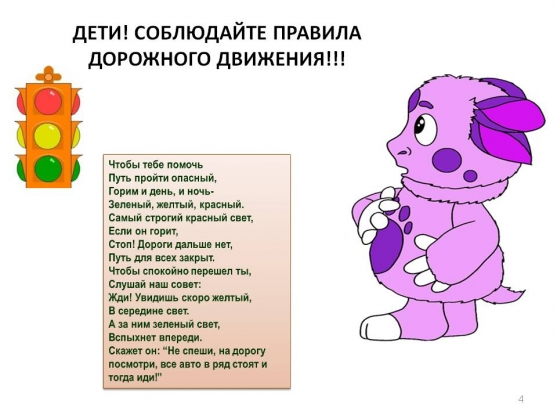 ДЕТИ! СОБЛЮДАЙТЕ ПРАВИЛА
ДОРОЖНОГО ДВИЖЕНИЯ!!!
Чтобы тебе помочь
Путь пройти опасный,
Горим и день, и ночь-
Зеленый, желтый, красный.
Самый строгий красный свет,
Если он горит,
Стоп! Дороги дальше нет,
Путь для всех закрыт.
Чтобы спокойно перешел ты,
Слушай наш совет:
Жди! Увидишь скоро желтый,
В середине свет.
А за ним зеленый свет,
Вспыхнет впереди.
Скажет он: “Не спеши, на дорогу
посмотри, все авто в ряд стоят и
тогда иди!”
4